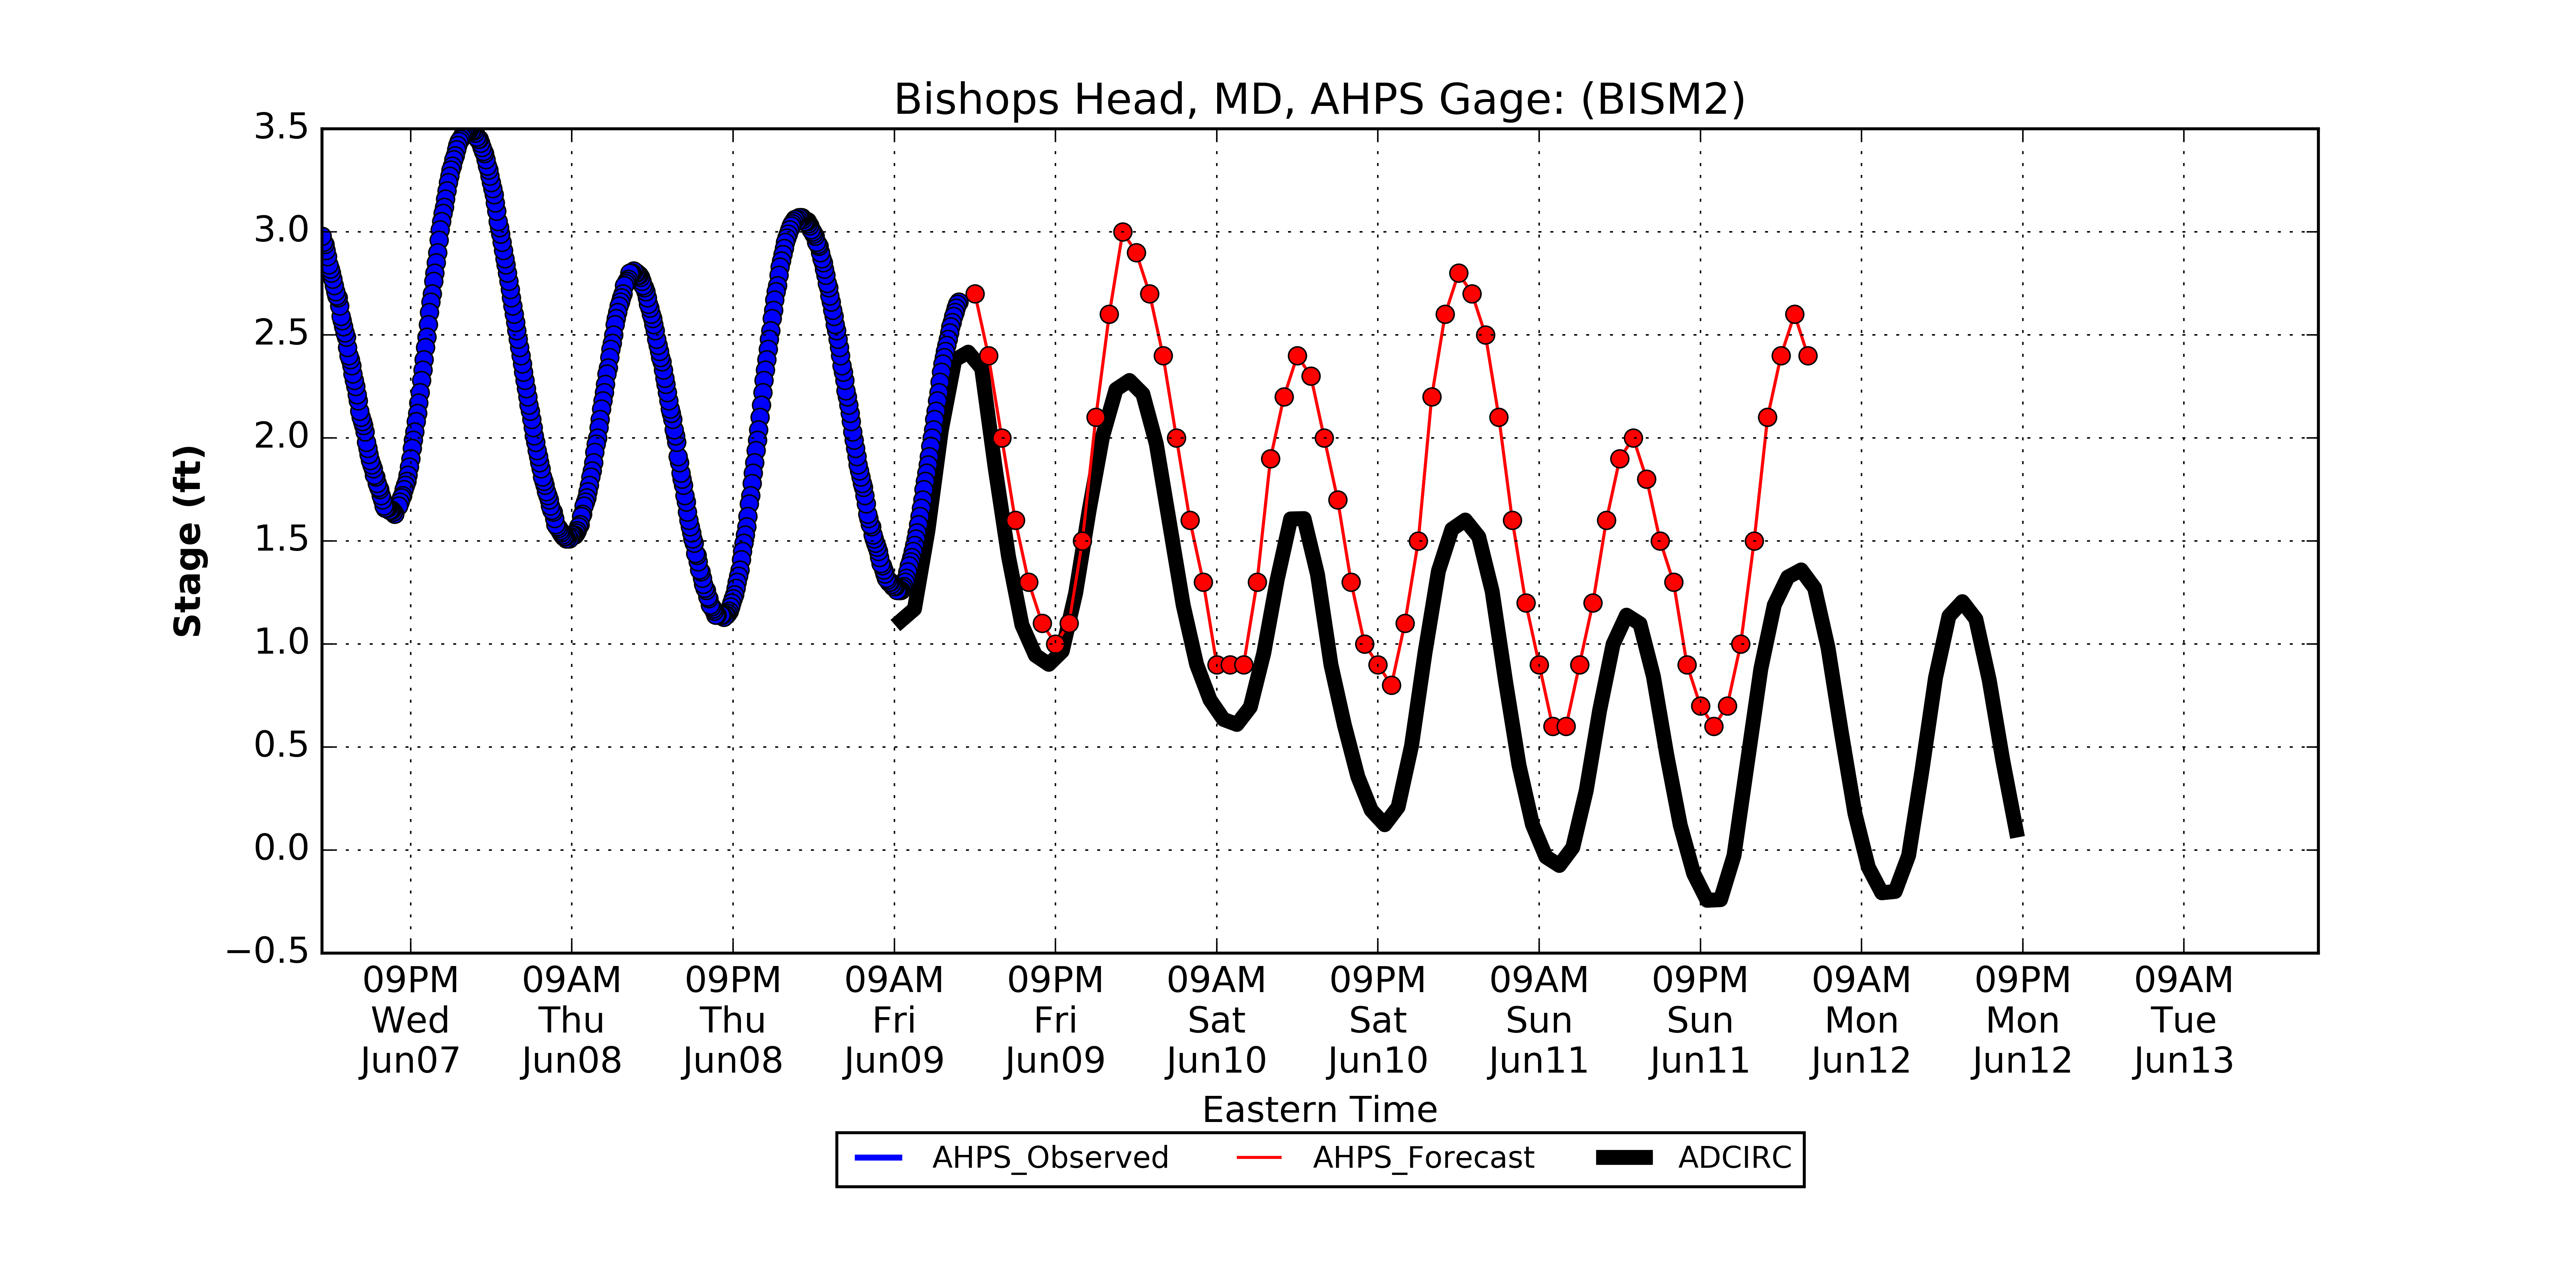 Bishops Head, MD, AHPS Gage: (BISM2)
3.5
3.0
2.5
2.0
1.5
1.0
0.5
0.0
−0.5
Stage (ft)
09PM 09AM 09PM 09AM 09PM 09AM 09PM 09AM 09PM 09AM 09PM 09AM
Wed Thu Thu Fri Fri Sat Sat Sun Sun Mon Mon Tue
Jun07 Jun08 Jun08 Jun09 Jun09 Jun10 Jun10 Jun11 Jun11 Jun12 Jun12 Jun13
Eastern Time
AHPS_Observed AHPS_Forecast ADCIRC